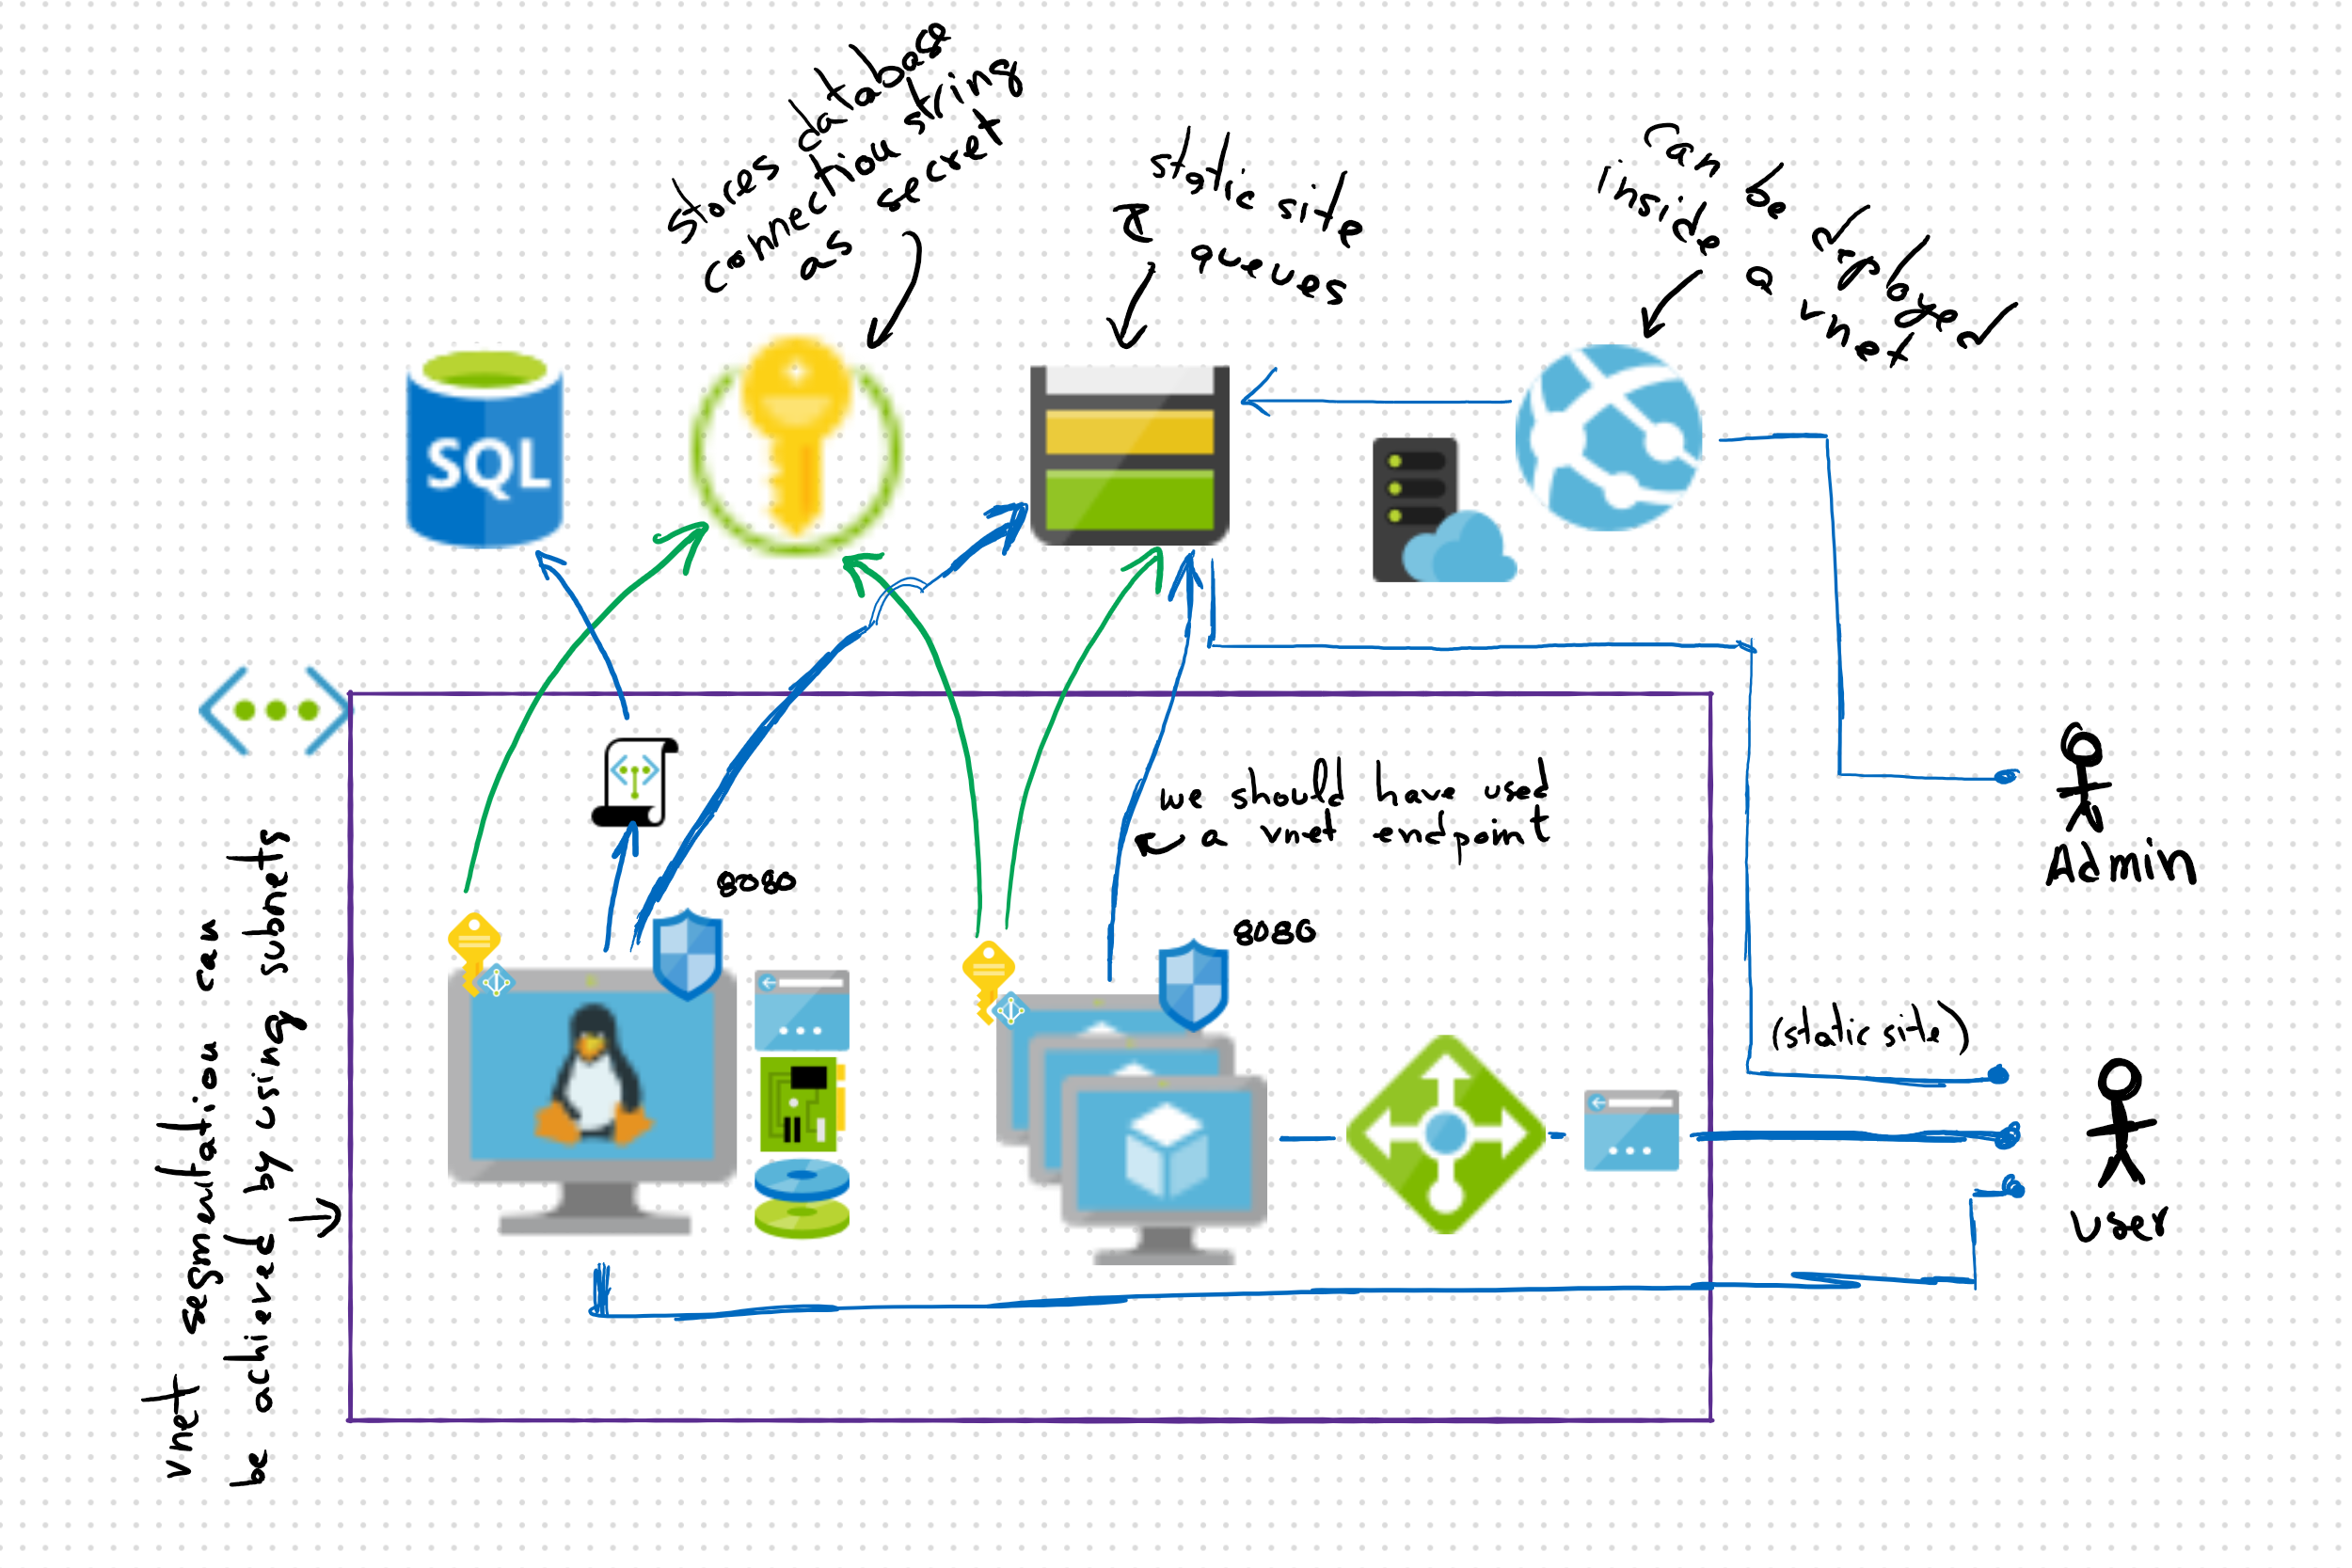 stores database
connection string
as secret
static site
& queues
can be deployed
inside a vnet
SQL
we should have used
a vnet endpoint
8080
8080
Admin
(static site)
user
vnet segmentation can
be achieved by using subnets